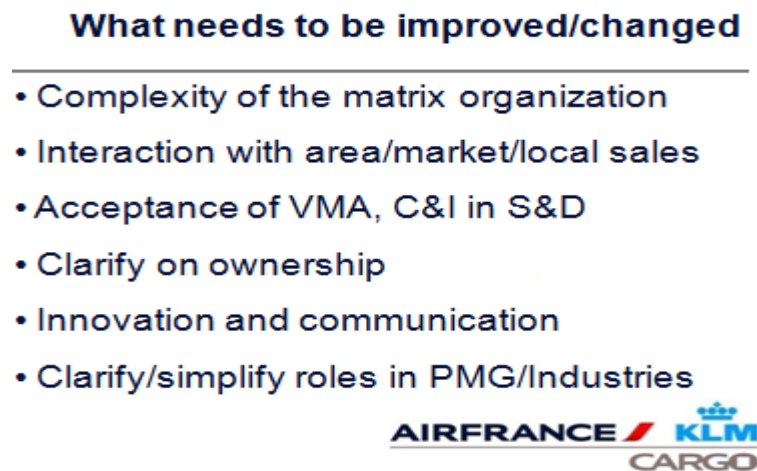 What needs to be improved/changed
• Complexity of the matrix organization
• Interaction with area/market/local sales
• Acceptance of VMA, C&I in S&D
• Clarify on ownership
• Innovation and communication
• Clarify/simplify roles in PMG/Industries
AIRFRANCE KLM
CARGO